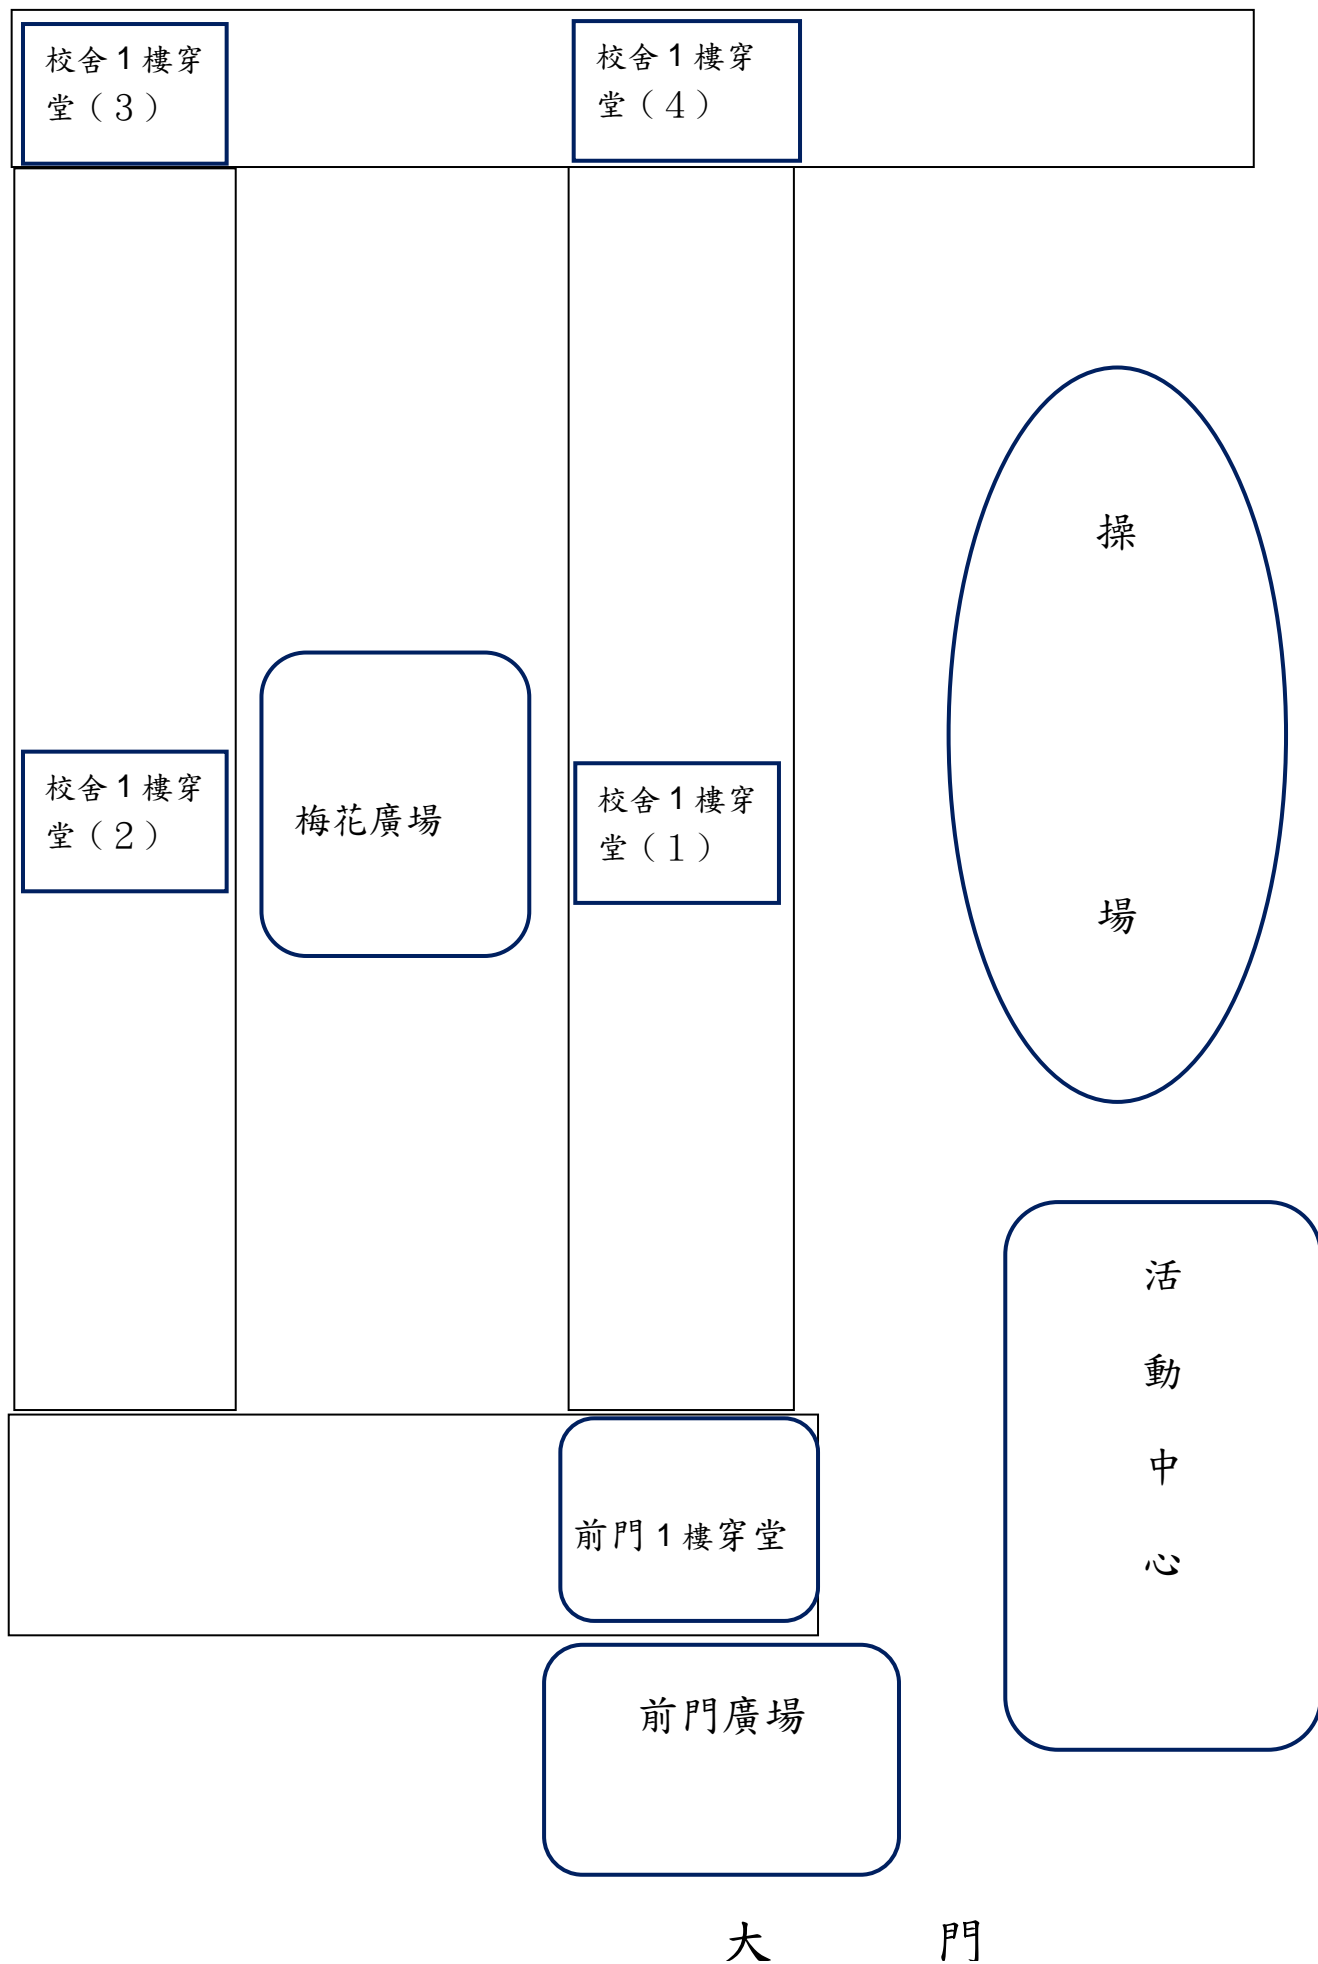 校舍1樓穿
堂（3）
校舍1樓穿
堂（4）
操
場
校舍1樓穿
堂（2）
梅花廣場
校舍1樓穿
堂（1）
活
動
中
心
前門1樓穿堂
前門廣場
大 門